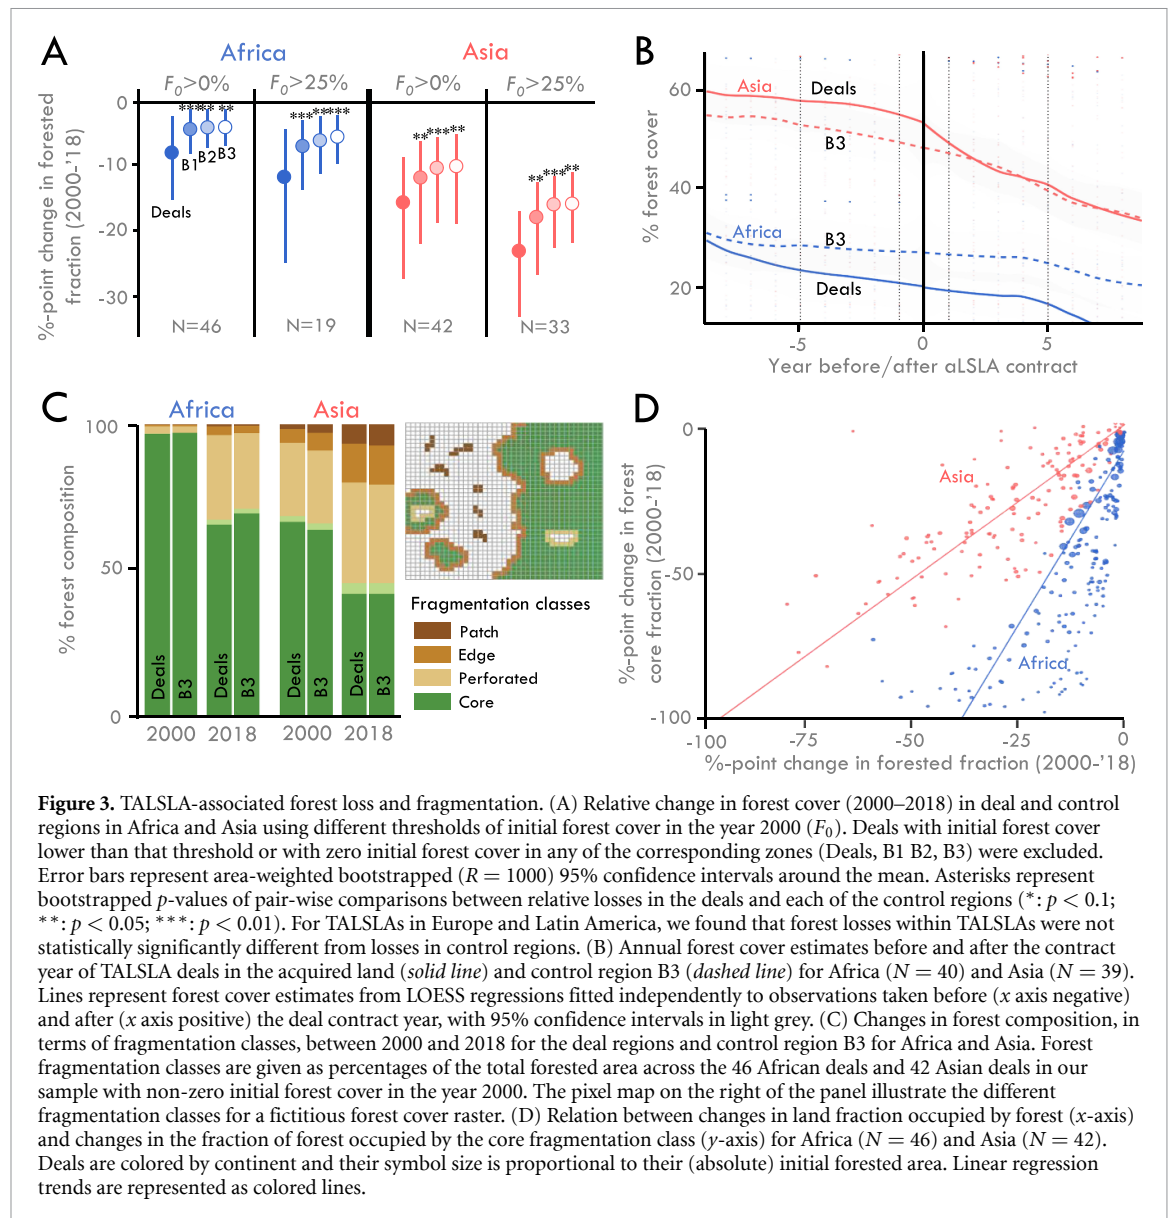 A
Africa
Asia
F0>0%
F0>25%
F0>0%
F0>25%
%-point change in forested
fraction (2000-'18)
0
-10
-20
-30
***
**
**
***
**
***
**
***
**
**
***
**
B1
B2
B3
Deals
N=46
N=19
N=42
N=33
B
% forest cover
60
40
20
Asia
Deals
B3
Africa
B3
Deals
-5
0
5
Year before/after aLSLA contract
C
Africa
Asia
% forest composition
100
50
0
Deals
B3
Deals
B3
Deals
B3
Deals
B3
2000
2018
2000
2018
Fragmentation classes
Patch
Edge
Perforated
Core
D
%-point change in forest
core fraction (2000-'18)
0
-50
-100
Asia
Africa
-100
-75
-50
-25
0
%-point change in forested fraction (2000-'18)
Figure 3. TALSLA-associated forest loss and fragmentation. (A) Relative change in forest cover (2000–2018) in deal and control
regions in Africa and Asia using different thresholds of initial forest cover in the year 2000 (F0). Deals with initial forest cover
lower than that threshold or with zero initial forest cover in any of the corresponding zones (Deals, B1 B2, B3) were excluded.
Error bars represent area-weighted bootstrapped (R = 1000) 95% confidence intervals around the mean. Asterisks represent
bootstrapped p-values of pair-wise comparisons between relative losses in the deals and each of the control regions (*: p < 0.1;
**: p < 0.05; ***: p < 0.01). For TALSLAs in Europe and Latin America, we found that forest losses within TALSLAs were not
statistically significantly different from losses in control regions. (B) Annual forest cover estimates before and after the contract
year of TALSLA deals in the acquired land (solid line) and control region B3 (dashed line) for Africa (N = 40) and Asia (N = 39).
Lines represent forest cover estimates from LOESS regressions fitted independently to observations taken before (x axis negative)
and after (x axis positive) the deal contract year, with 95% confidence intervals in light grey. (C) Changes in forest composition, in
terms of fragmentation classes, between 2000 and 2018 for the deal regions and control region B3 for Africa and Asia. Forest
fragmentation classes are given as percentages of the total forested area across the 46 African deals and 42 Asian deals in our
sample with non-zero initial forest cover in the year 2000. The pixel map on the right of the panel illustrate the different
fragmentation classes for a fictitious forest cover raster. (D) Relation between changes in land fraction occupied by forest (x-axis)
and changes in the fraction of forest occupied by the core fragmentation class (y-axis) for Africa (N = 46) and Asia (N = 42).
Deals are colored by continent and their symbol size is proportional to their (absolute) initial forested area. Linear regression
trends are represented as colored lines.